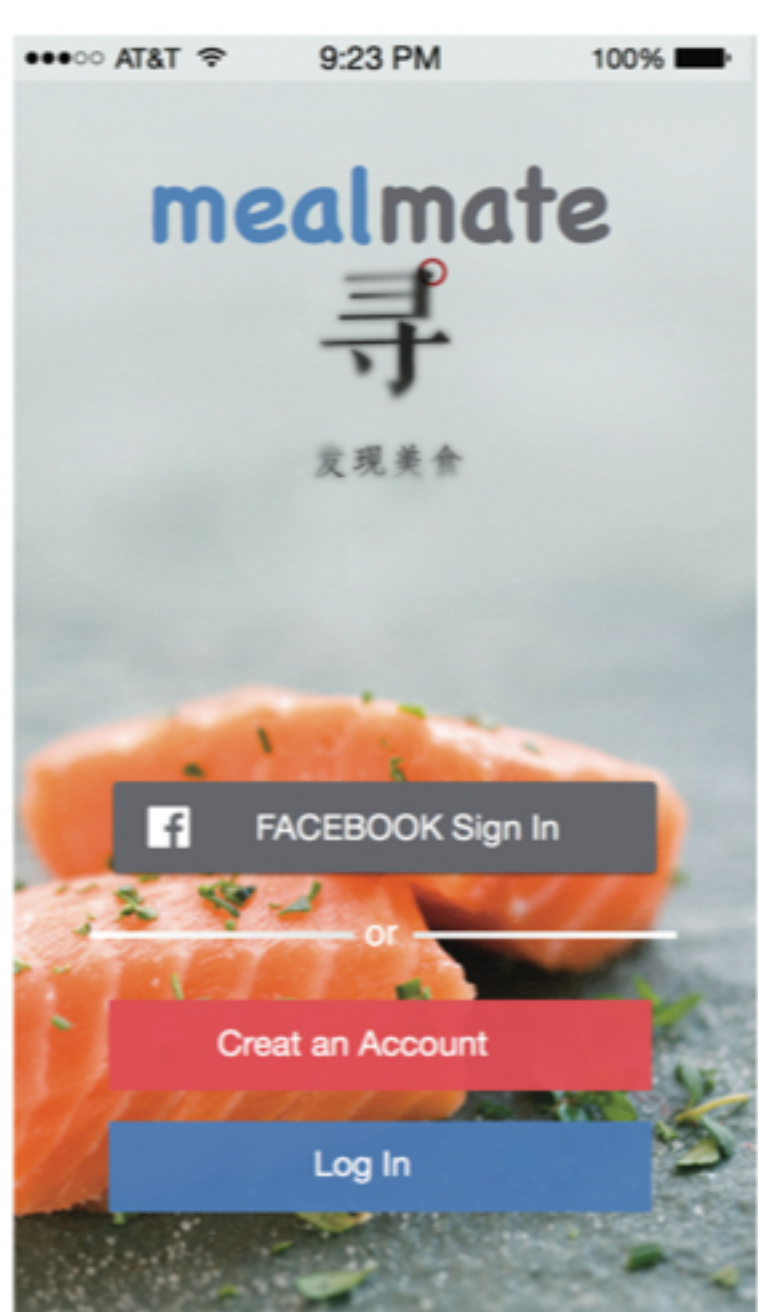 AT&T 9:23 PM 100%
mealmate
寻
发现美食
FACEBOOK Sign In
or
Creat an Account
Log In